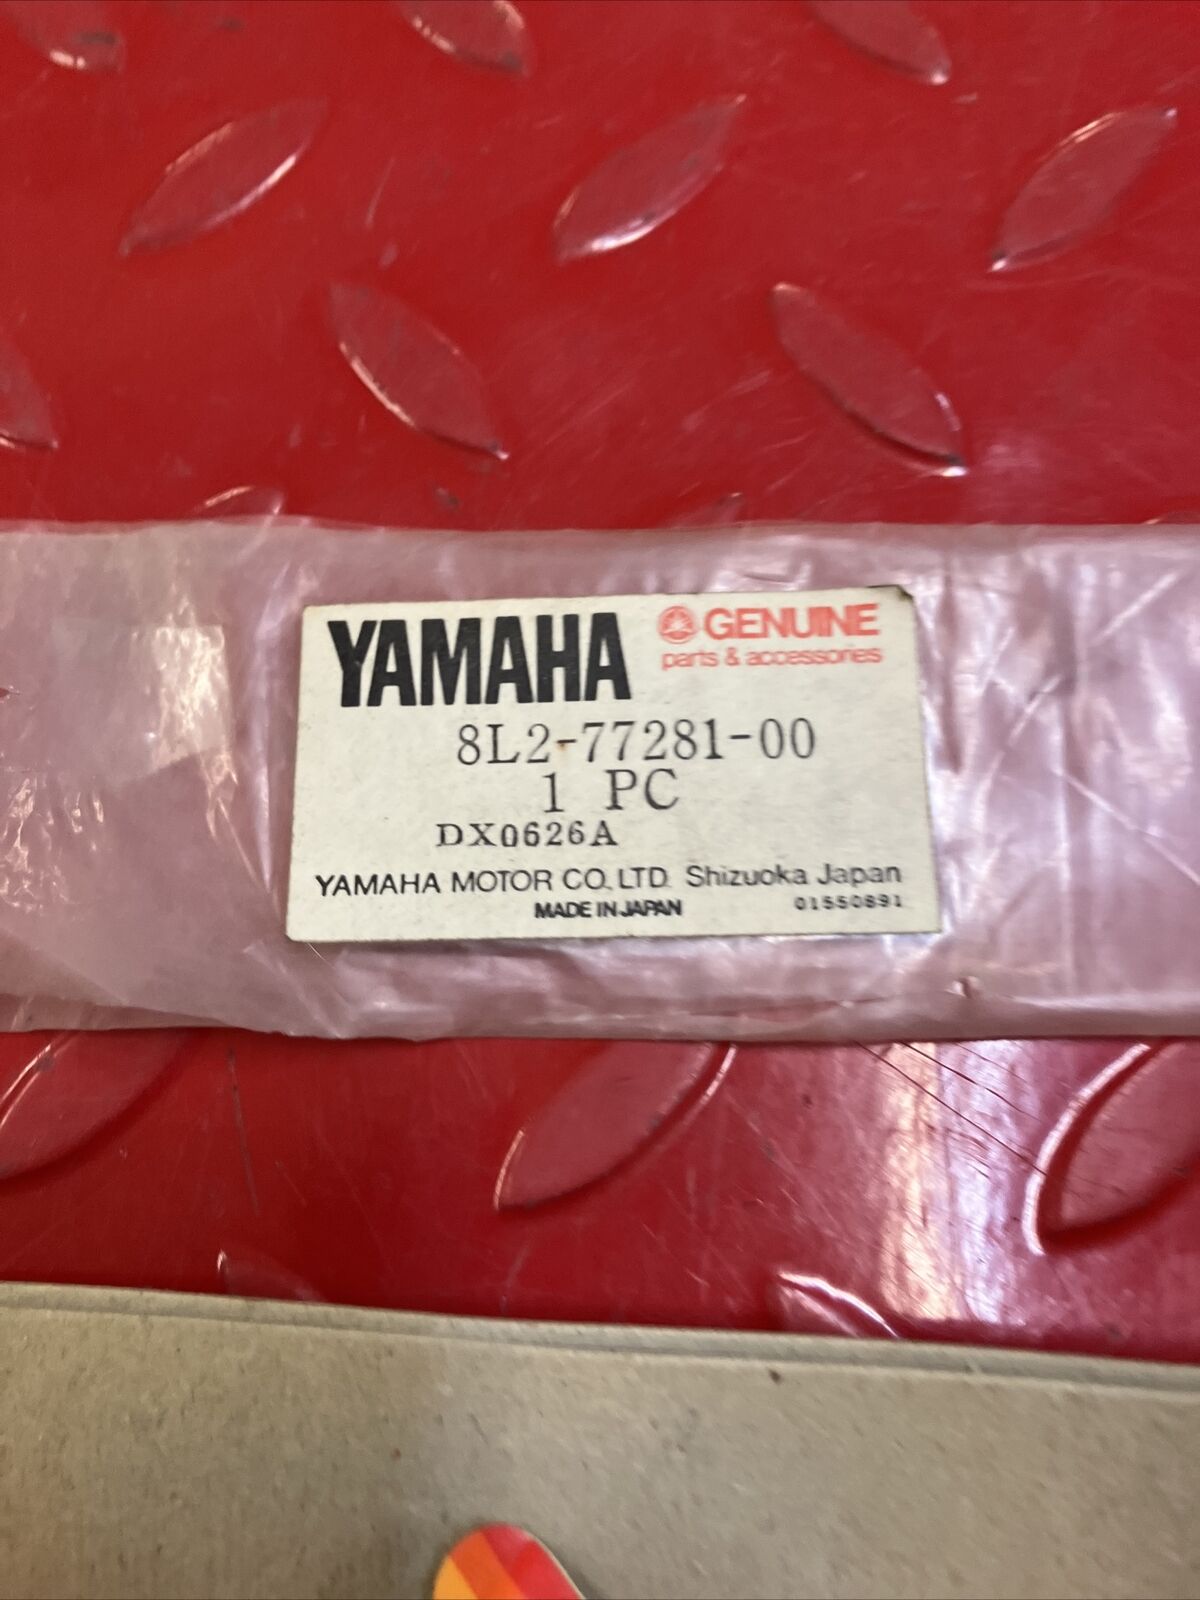 YAMAHA GENUINE
parts & accessories
8L2-77281-00
1 PC
DX0626A
YAMAHA MOTOR CO., LTD. Shizuoka Japan
MADE IN JAPAN 01550891